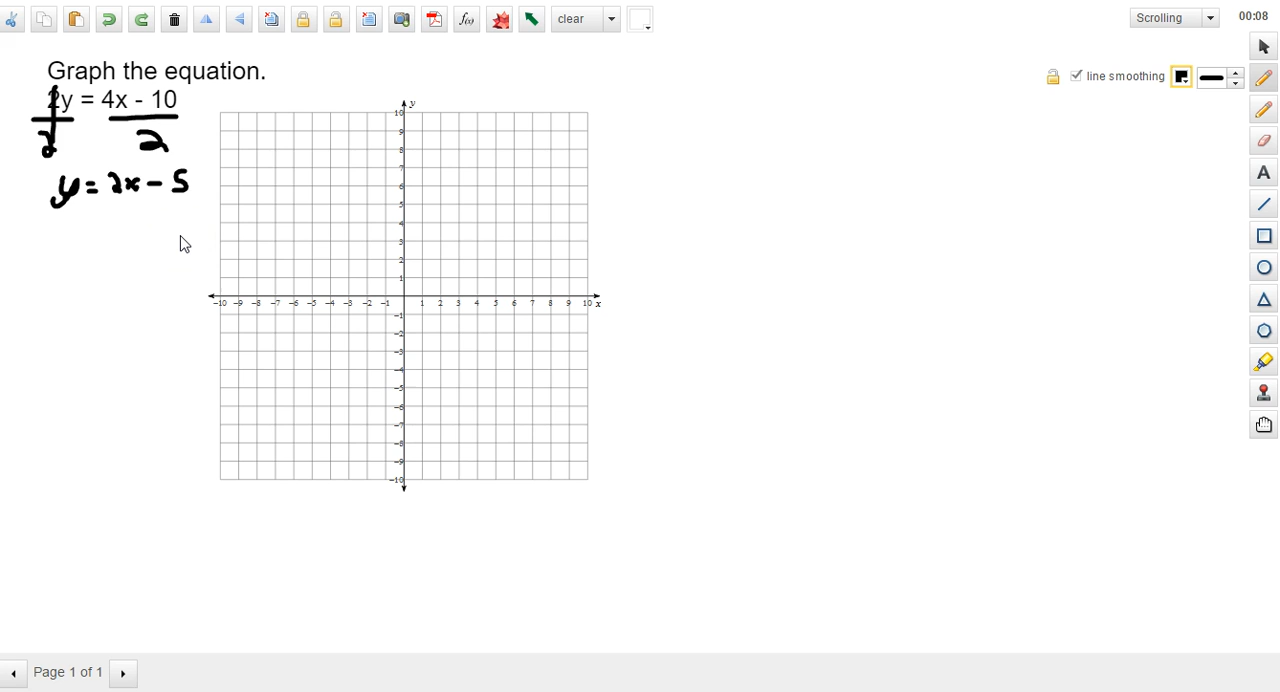 clear
Scrolling
00:08
line smoothing
f(x)
A
Graph the equation.
2y = 4x - 10
2 2
y = 2x - 5
y
10
9
8
7
6
5
4
3
2
1
-10 -9 -8 -7 -6 -5 -4 -3 -2 -1 1 2 3 4 5 6 7 8 9 10 x
-1
-2
-3
-4
-5
-6
-7
-8
-9
-10
Page 1 of 1